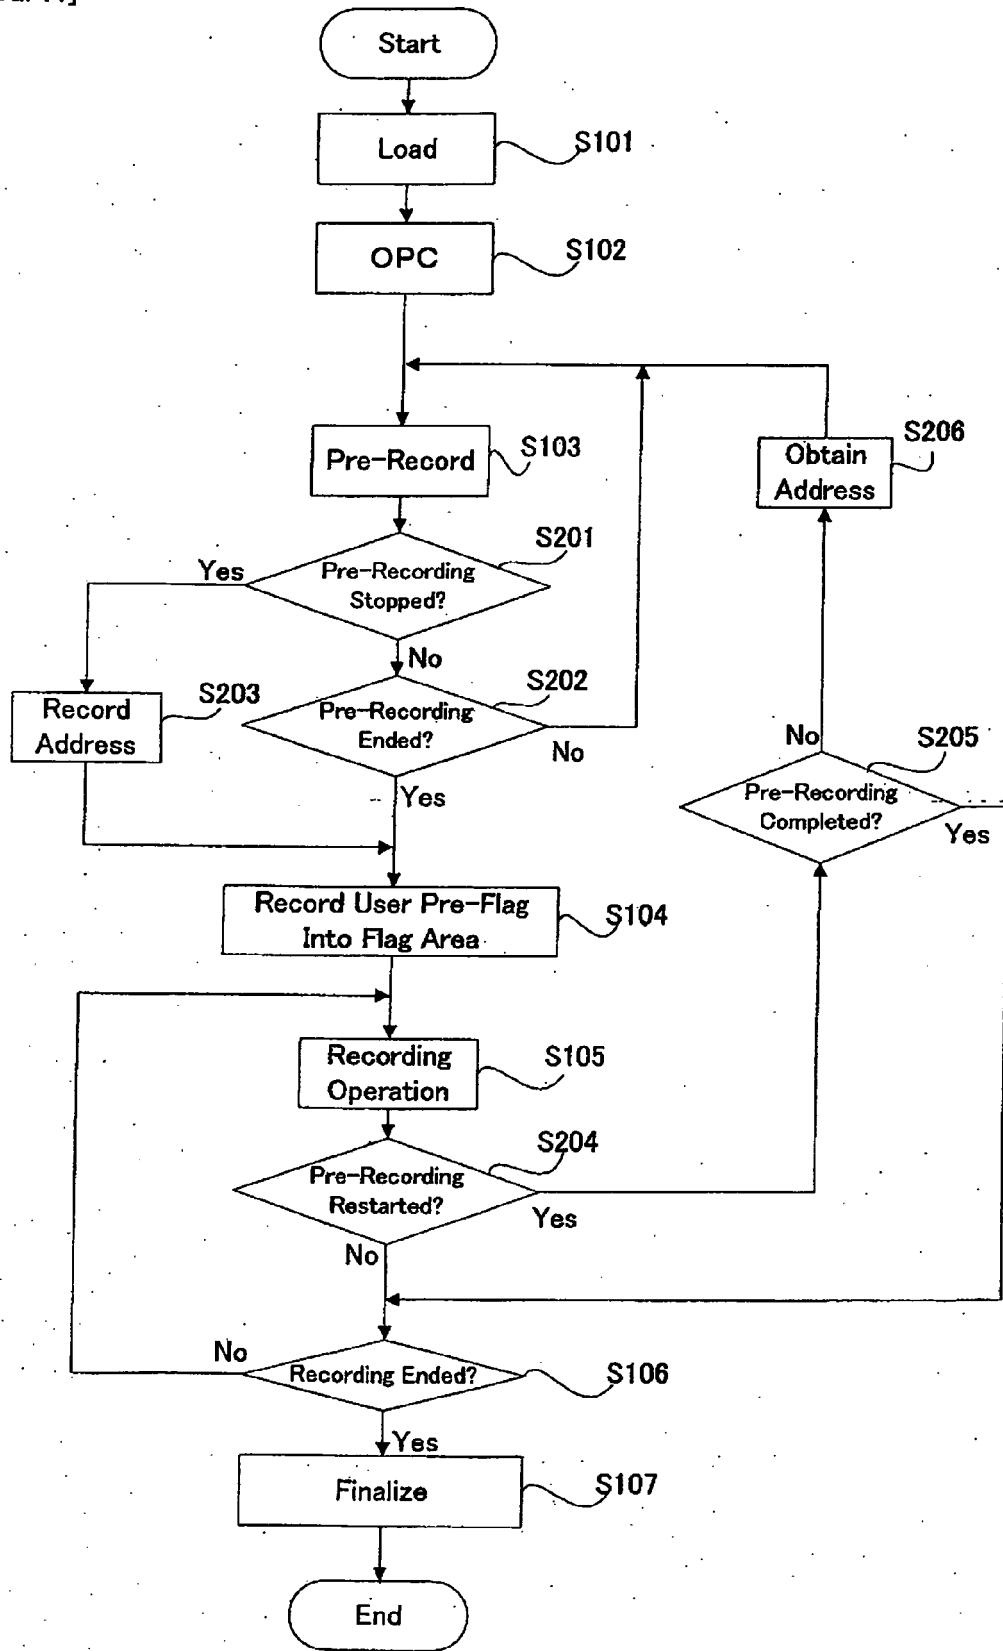 Start
Load
S101
OPC
S102
Pre-Record
S103
Obtain
Address
S206
Pre-Recording
Stopped?
S201
Yes
No
Record
Address
S203
Pre-Recording
Ended?
S202
No
Yes
Pre-Recording
Completed?
S205
No
Yes
Record User Pre-Flag
Into Flag Area
S104
Recording
Operation
S105
Pre-Recording
Restarted?
S204
Yes
No
Recording Ended?
S106
No
Yes
Finalize
S107
End